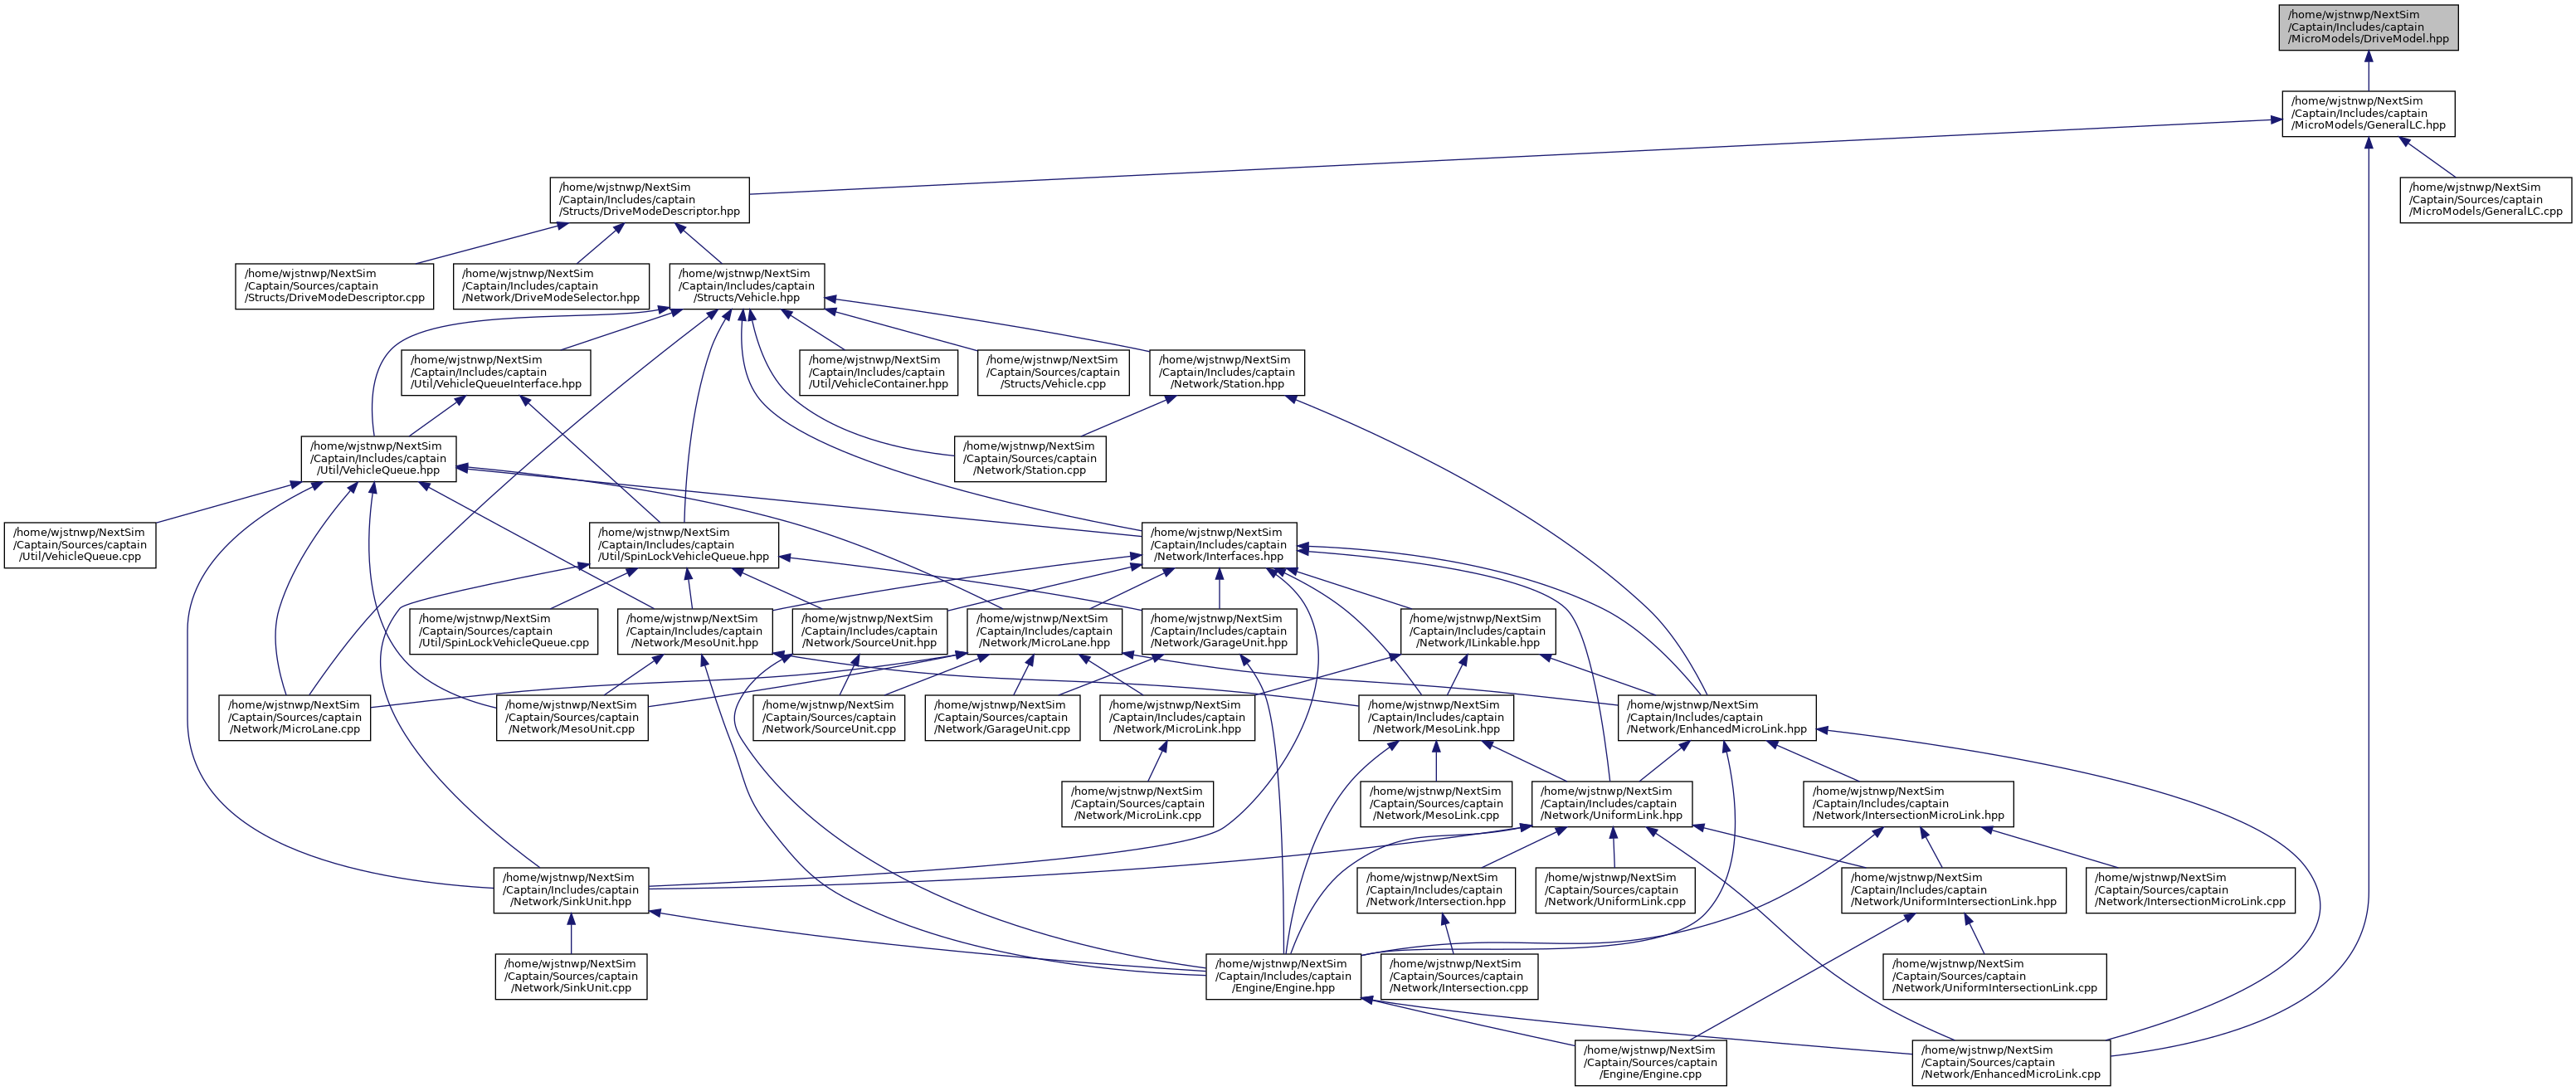 /home/wjstnwp/NextSim
/Captain/Includes/captain
/MicroModels/DriveModel.hpp
/home/wjstnwp/NextSim
/Captain/Includes/captain
/MicroModels/GeneralLC.hpp
/home/wjstnwp/NextSim
/Captain/Includes/captain
/Structs/DriveModeDescriptor.hpp
/home/wjstnwp/NextSim
/Captain/Sources/captain
/MicroModels/GeneralLC.cpp
/home/wjstnwp/NextSim
/Captain/Sources/captain
/Structs/DriveModeDescriptor.cpp
/home/wjstnwp/NextSim
/Captain/Includes/captain
/Network/DriveModeSelector.hpp
/home/wjstnwp/NextSim
/Captain/Includes/captain
/Structs/Vehicle.hpp
/home/wjstnwp/NextSim
/Captain/Includes/captain
/Util/VehicleQueueInterface.hpp
/home/wjstnwp/NextSim
/Captain/Includes/captain
/Util/VehicleContainer.hpp
/home/wjstnwp/NextSim
/Captain/Sources/captain
/Structs/Vehicle.cpp
/home/wjstnwp/NextSim
/Captain/Includes/captain
/Network/Station.hpp
/home/wjstnwp/NextSim
/Captain/Includes/captain
/Util/VehicleQueue.hpp
/home/wjstnwp/NextSim
/Captain/Sources/captain
/Network/Station.cpp
/home/wjstnwp/NextSim
/Captain/Sources/captain
/Util/VehicleQueue.cpp
/home/wjstnwp/NextSim
/Captain/Includes/captain
/Util/SpinLockVehicleQueue.hpp
/home/wjstnwp/NextSim
/Captain/Includes/captain
/Network/Interfaces.hpp
/home/wjstnwp/NextSim
/Captain/Sources/captain
/Util/SpinLockVehicleQueue.cpp
/home/wjstnwp/NextSim
/Captain/Includes/captain
/Network/MesoUnit.hpp
/home/wjstnwp/NextSim
/Captain/Includes/captain
/Network/SourceUnit.hpp
/home/wjstnwp/NextSim
/Captain/Includes/captain
/Network/MicroLane.hpp
/home/wjstnwp/NextSim
/Captain/Includes/captain
/Network/GarageUnit.hpp
/home/wjstnwp/NextSim
/Captain/Includes/captain
/Network/ILinkable.hpp
/home/wjstnwp/NextSim
/Captain/Sources/captain
/Network/MicroLane.cpp
/home/wjstnwp/NextSim
/Captain/Sources/captain
/Network/MesoUnit.cpp
/home/wjstnwp/NextSim
/Captain/Sources/captain
/Network/SourceUnit.cpp
/home/wjstnwp/NextSim
/Captain/Sources/captain
/Network/GarageUnit.cpp
/home/wjstnwp/NextSim
/Captain/Includes/captain
/Network/MicroLink.hpp
/home/wjstnwp/NextSim
/Captain/Includes/captain
/Network/MesoLink.hpp
/home/wjstnwp/NextSim
/Captain/Includes/captain
/Network/EnhancedMicroLink.hpp
/home/wjstnwp/NextSim
/Captain/Sources/captain
/Network/MicroLink.cpp
/home/wjstnwp/NextSim
/Captain/Sources/captain
/Network/MesoLink.cpp
/home/wjstnwp/NextSim
/Captain/Includes/captain
/Network/UniformLink.hpp
/home/wjstnwp/NextSim
/Captain/Includes/captain
/Network/IntersectionMicroLink.hpp
/home/wjstnwp/NextSim
/Captain/Includes/captain
/Network/SinkUnit.hpp
/home/wjstnwp/NextSim
/Captain/Includes/captain
/Network/Intersection.hpp
/home/wjstnwp/NextSim
/Captain/Sources/captain
/Network/UniformLink.cpp
/home/wjstnwp/NextSim
/Captain/Includes/captain
/Network/UniformIntersectionLink.hpp
/home/wjstnwp/NextSim
/Captain/Sources/captain
/Network/IntersectionMicroLink.cpp
/home/wjstnwp/NextSim
/Captain/Sources/captain
/Network/SinkUnit.cpp
/home/wjstnwp/NextSim
/Captain/Includes/captain
/Engine/Engine.hpp
/home/wjstnwp/NextSim
/Captain/Sources/captain
/Network/Intersection.cpp
/home/wjstnwp/NextSim
/Captain/Sources/captain
/Network/UniformIntersectionLink.cpp
/home/wjstnwp/NextSim
/Captain/Sources/captain
/Engine/Engine.cpp
/home/wjstnwp/NextSim
/Captain/Sources/captain
/Network/EnhancedMicroLink.cpp